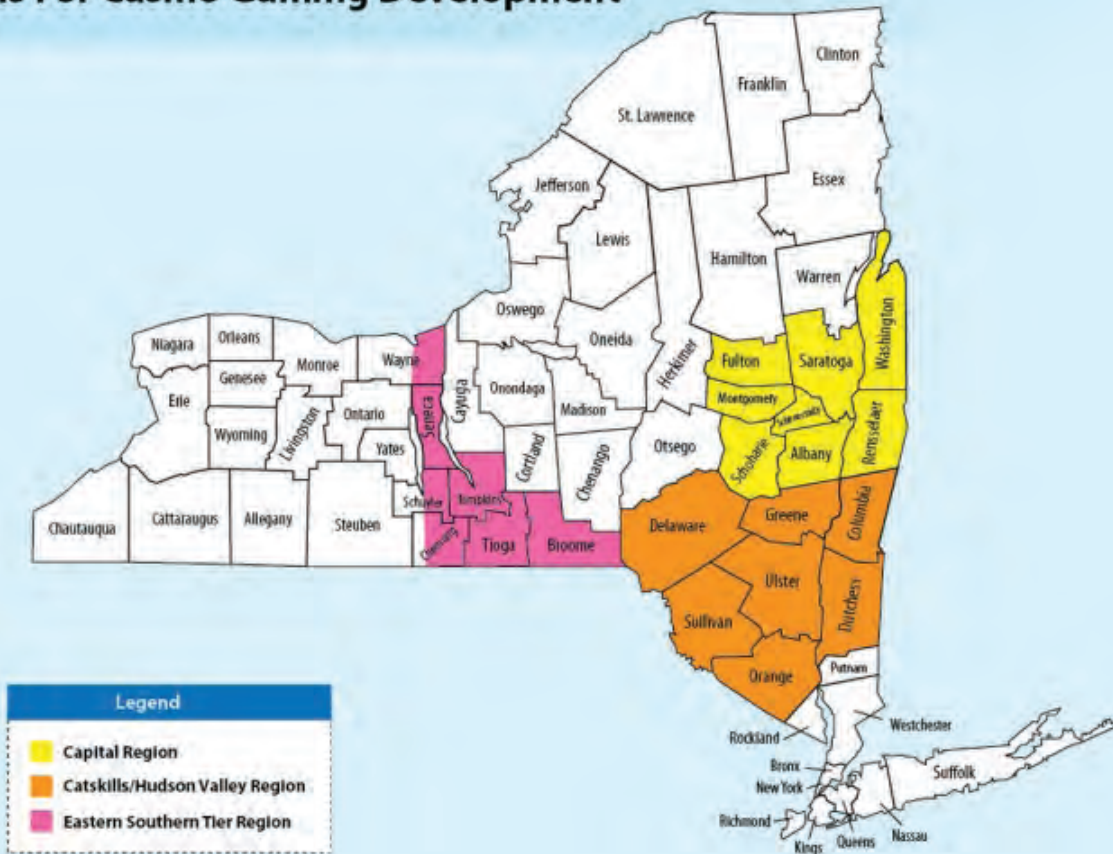 For Casino Gaming Development
Clinton
Franklin
St. Lawrence
Essex
Jefferson
Lewis
Hamilton
Warren
Washington
Oswego
Oneida
Herkimer
Fulton
Saratoga
Niagara
Orleans
Monroe
Wayne
Genesee
Erie
Wyoming
Livingston
Ontario
Seneca
Cayuga
Onondaga
Madison
Montgomery
Schenectady
Rensselaer
Yates
Cortland
Chenango
Otsego
Schoharie
Albany
Schuyler
Tompkins
Chautauqua
Cattaraugus
Allegany
Steuben
Chemung
Tioga
Broome
Delaware
Greene
Columbia
Ulster
Dutchess
Sullivan
Orange
Putnam
Rockland
Westchester
Bronx
New York
Suffolk
Richmond
Kings
Queens
Nassau
Legend
Capital Region
Catskills/Hudson Valley Region
Eastern Southern Tier Region